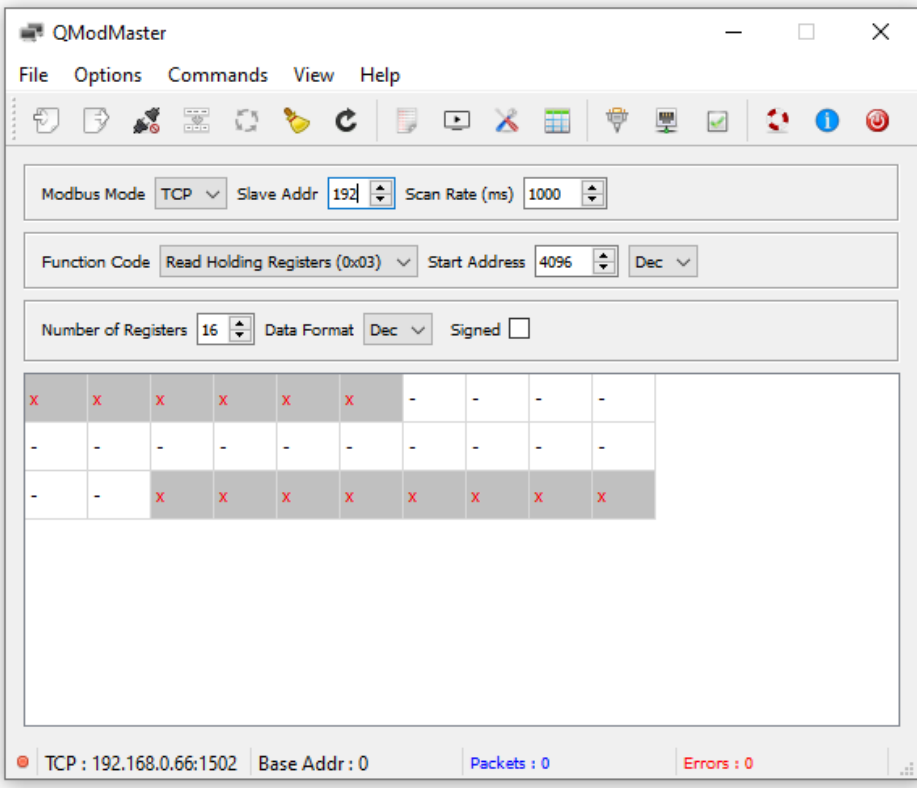 QModMaster
File Options Commands View Help
Modbus Mode TCP Slave Addr 192 Scan Rate (ms) 1000
Function Code Read Holding Registers (0x03) Start Address 4096 Dec
Number of Registers 16 Data Format Dec Signed
x x x x x x - - - -
- - - - - - - - - -
- - x x x x x x x x
TCP : 192.168.0.66:1502 Base Addr : 0 Packets : 0 Errors : 0